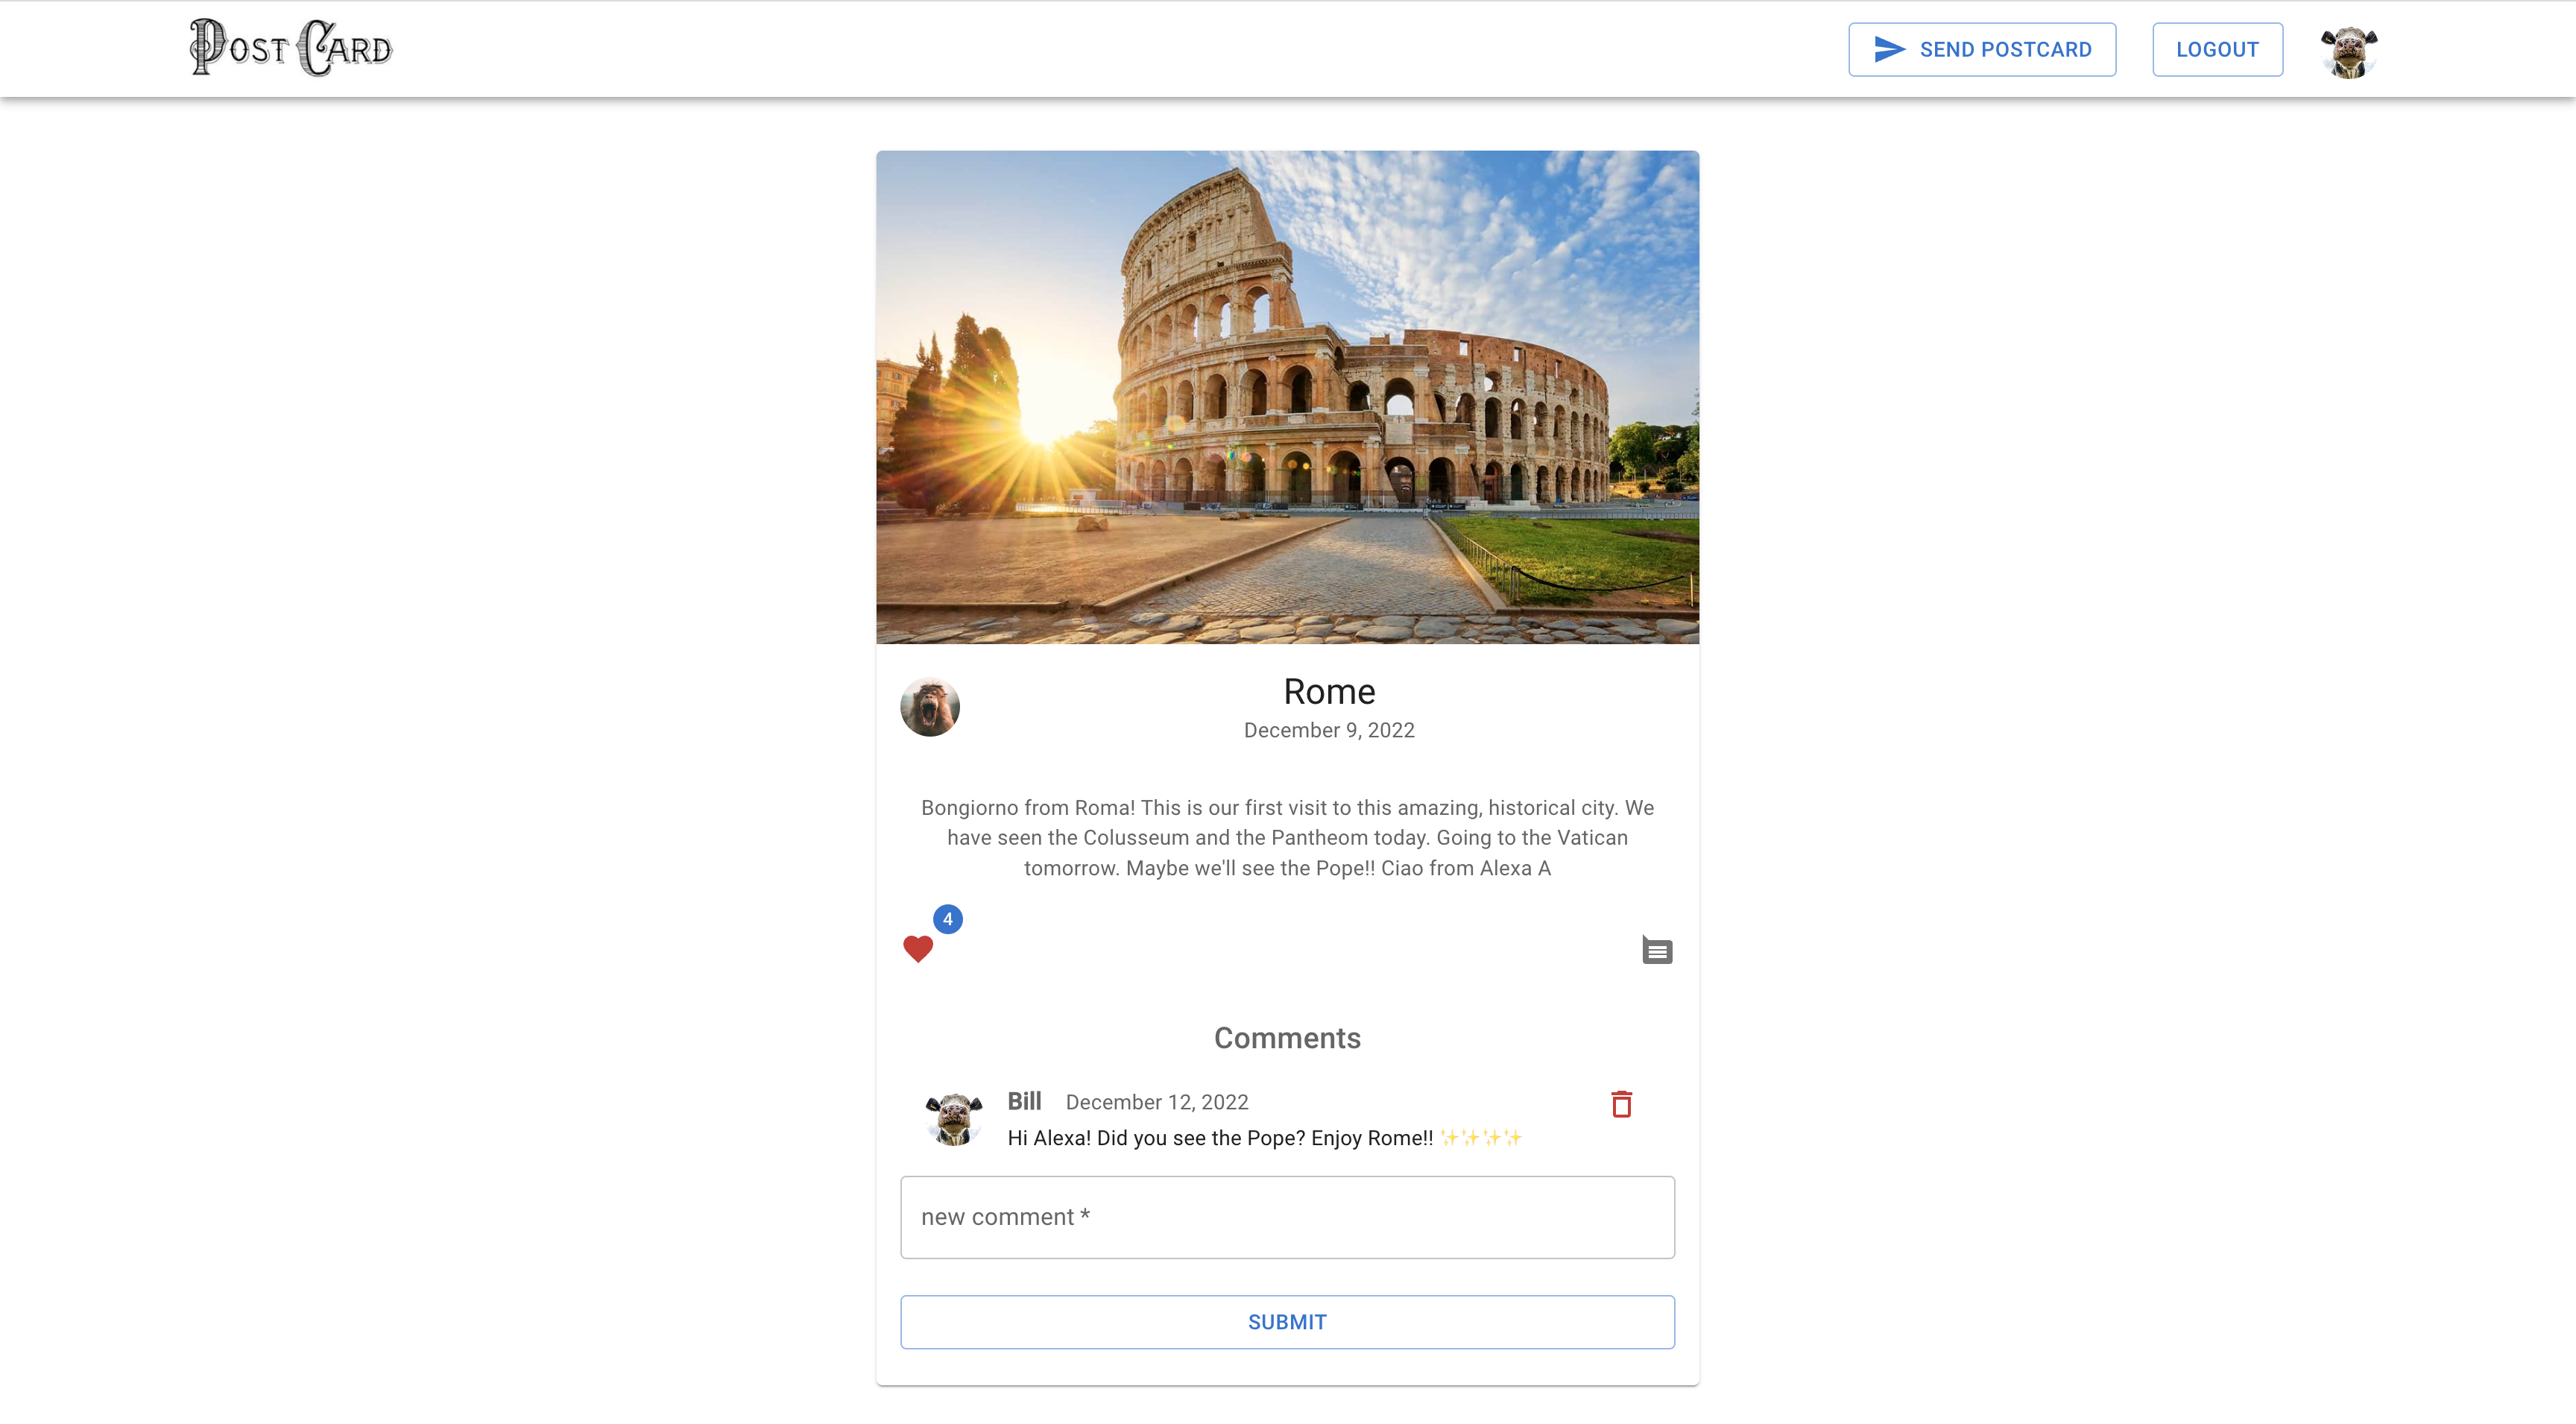 Post Card
SEND POSTCARD
LOGOUT
Rome
December 9, 2022
Bongiorno from Roma! This is our first visit to this amazing, historical city. We
have seen the Colusseum and the Pantheom today. Going to the Vatican
tomorrow. Maybe we'll see the Pope!! Ciao from Alexa A
4
Comments
Bill December 12, 2022
Hi Alexa! Did you see the Pope? Enjoy Rome!! ✨✨✨✨
new comment *
SUBMIT